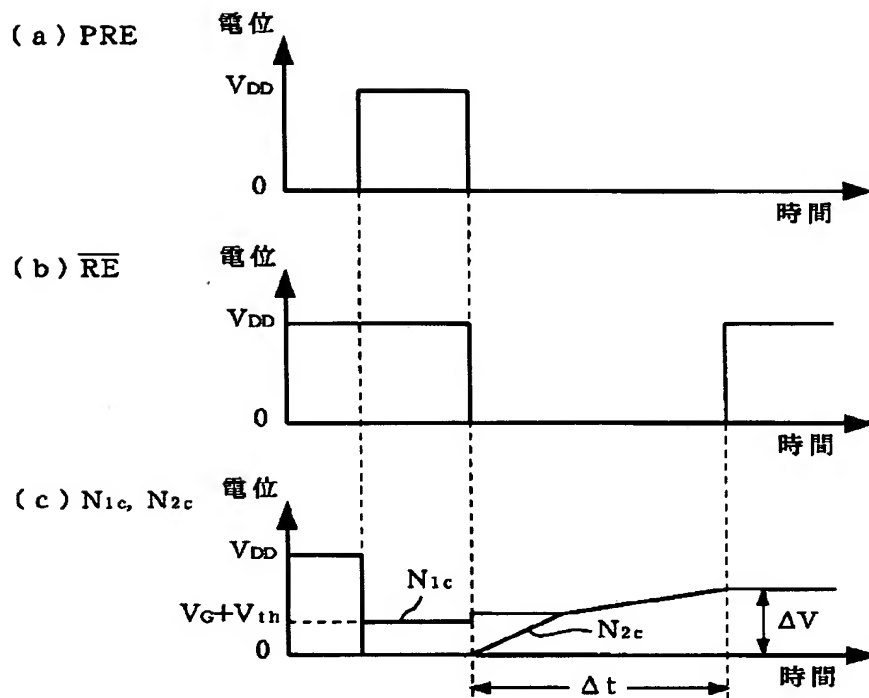 (a) PRE
電位
VDD
0
時間
(b) R̅E̅
電位
VDD
0
時間
(c) N1c, N2c
電位
VDD
N1c
VG+Vth
N2c
ΔV
0
時間
Δt